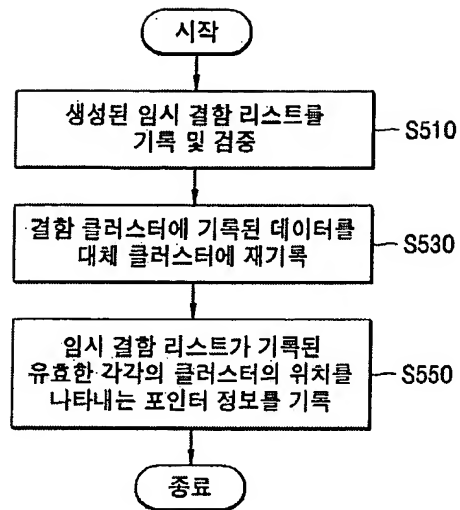 시작
생성된 임시 결함 리스트를
기록 및 검증
S510
결함 클러스터에 기록된 데이터를
대체 클러스터에 재기록
S530
임시 결함 리스트가 기록된
유효한 각각의 클러스터의 위치를
나타내는 포인터 정보를 기록
S550
종료